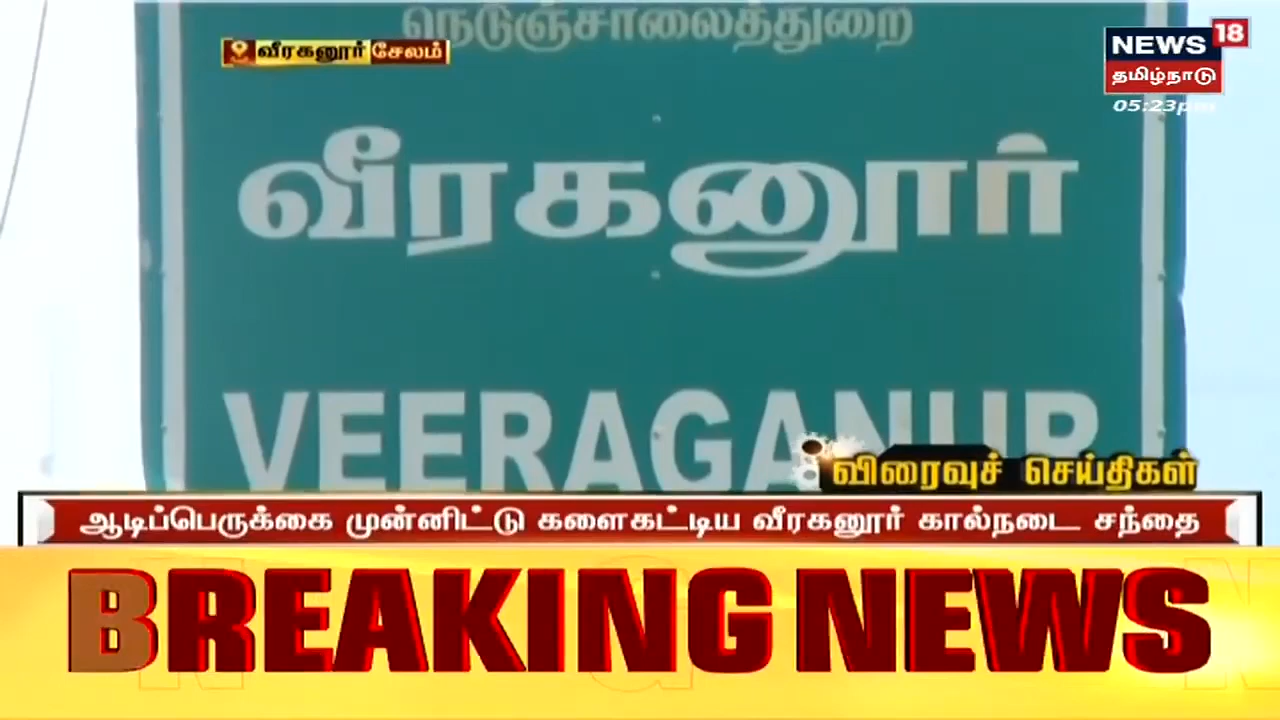 நெடுஞ்சாலைத்துறை
வீரகனூர் சேலம்
NEWS 18
தமிழ்நாடு
05:23pm
வீரகனூர்
VEERAGANUR
விரைவுச் செய்திகள்
ஆடிப்பெருக்கை முன்னிட்டு களைகட்டிய வீரகனூர் கால்நடை சந்தை
BREAKING NEWS